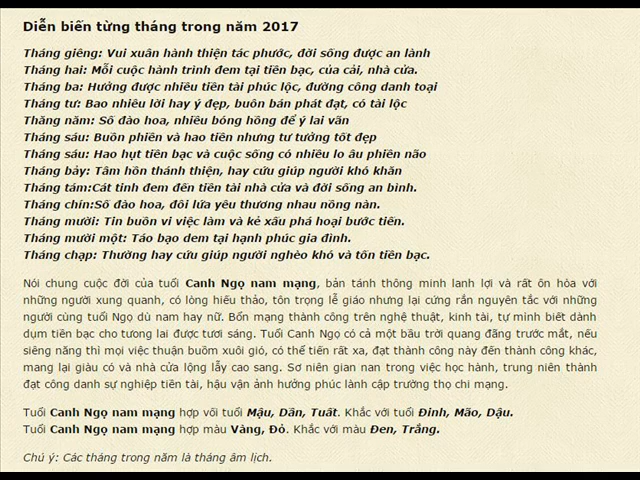 Diễn biến từng tháng trong năm 2017
Tháng giêng: Vui xuân hành thiện tác phước, đời sống được an lành
Tháng hai: Mỗi cuộc hành trình đem tại tiền bạc, của cải, nhà cửa.
Tháng ba: Hưởng được nhiều tiền tài phúc lộc, đường công danh toại
Tháng tư: Bao nhiêu lời hay ý đẹp, buôn bán phát đạt, có tài lộc
Tháng năm: Số đào hoa, nhiều bóng hồng để ý lai vãn
Tháng sáu: Buồn phiền và hao tiền nhưng tư tưởng tốt đẹp
Tháng sáu: Hao hụt tiền bạc và cuộc sống có nhiều lo âu phiền não
Tháng bảy: Tâm hồn thánh thiện, hay cứu giúp người khó khăn
Tháng tám:Cát tinh đem đến tiền tài nhà cửa và đời sống an bình.
Tháng chín:Số đào hoa, đôi lứa yêu thương nhau nồng nàn.
Tháng mười: Tin buồn vi việc làm và kẻ xấu phá hoại bước tiến.
Tháng mười một: Táo bạo dem tại hạnh phúc gia đình.
Tháng chạp: Thường hay cứu giúp người nghèo khó và tốn tiền bạc.
Nói chung cuộc đời của tuổi Canh Ngọ nam mạng, bản tánh thông minh lanh lợi và rất ôn hòa với
những người xung quanh, có lòng hiếu thảo, tôn trọng lễ giáo nhưng lại cứng rắn nguyên tắc với những
người cùng tuổi Ngọ dù nam hay nữ. Bổn mạng thành công trên nghệ thuật, kinh tài, tự mình biết dành
dụm tiền bạc cho tương lai được tươi sáng. Tuổi Canh Ngọ có cả một bầu trời quang đãng trước mắt, nếu
siêng năng thì mọi việc thuận buồm xuôi gió, có thể tiến rất xa, đạt thành công này đến thành công khác,
mang lại giàu có và nhà cửa lộng lẫy cao sang. Sơ niên gian nan trong việc học hành, trung niên thành
đạt công danh sự nghiệp tiền tài, hậu vận ảnh hưởng phúc lành cập trường thọ chi mạng.
Tuổi Canh Ngọ nam mạng hợp với tuổi Mậu, Dần, Tuất. Khắc với tuổi Đinh, Mão, Dậu.
Tuổi Canh Ngọ nam mạng hợp màu Vàng, Đỏ. Khắc với màu Đen, Trắng.
Chú ý: Các tháng trong năm là tháng âm lịch.